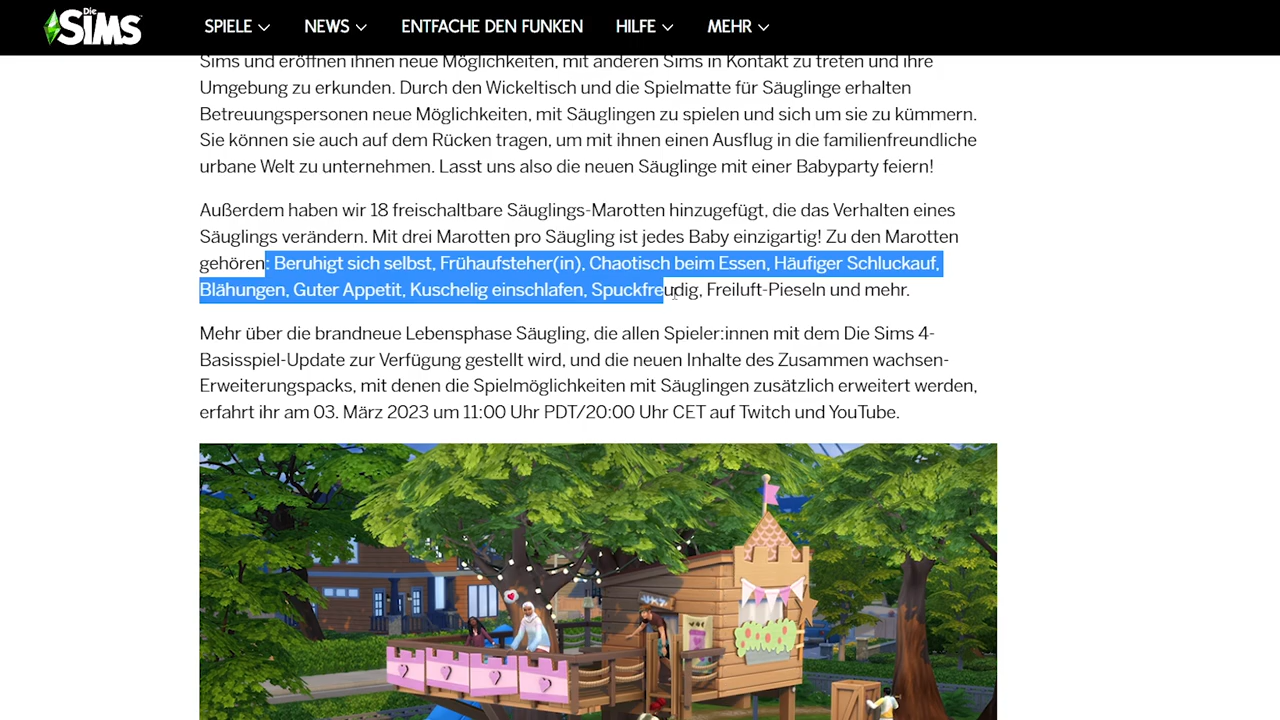 Die
SiMS
SPIELE
NEWS
ENTFACHE DEN FUNKEN
HILFE
MEHR
Sims und eröffnen ihnen neue Möglichkeiten, mit anderen Sims in Kontakt zu treten und ihre
Umgebung zu erkunden. Durch den Wickeltisch und die Spielmatte für Säuglinge erhalten
Betreuungspersonen neue Möglichkeiten, mit Säuglingen zu spielen und sich um sie zu kümmern.
Sie können sie auch auf dem Rücken tragen, um mit ihnen einen Ausflug in die familienfreundliche
urbane Welt zu unternehmen. Lasst uns also die neuen Säuglinge mit einer Babyparty feiern!
Außerdem haben wir 18 freischaltbare Säuglings-Marotten hinzugefügt, die das Verhalten eines
Säuglings verändern. Mit drei Marotten pro Säugling ist jedes Baby einzigartig! Zu den Marotten
gehören: Beruhigt sich selbst, Frühaufsteher(in), Chaotisch beim Essen, Häufiger Schluckauf,
Blähungen, Guter Appetit, Kuschelig einschlafen, Spuckfreudig, Freiluft-Pieseln und mehr.
Mehr über die brandneue Lebensphase Säugling, die allen Spieler:innen mit dem Die Sims 4-
Basisspiel-Update zur Verfügung gestellt wird, und die neuen Inhalte des Zusammen wachsen-
Erweiterungspacks, mit denen die Spielmöglichkeiten mit Säuglingen zusätzlich erweitert werden,
erfahrt ihr am 03. März 2023 um 11:00 Uhr PDT/20:00 Uhr CET auf Twitch und YouTube.